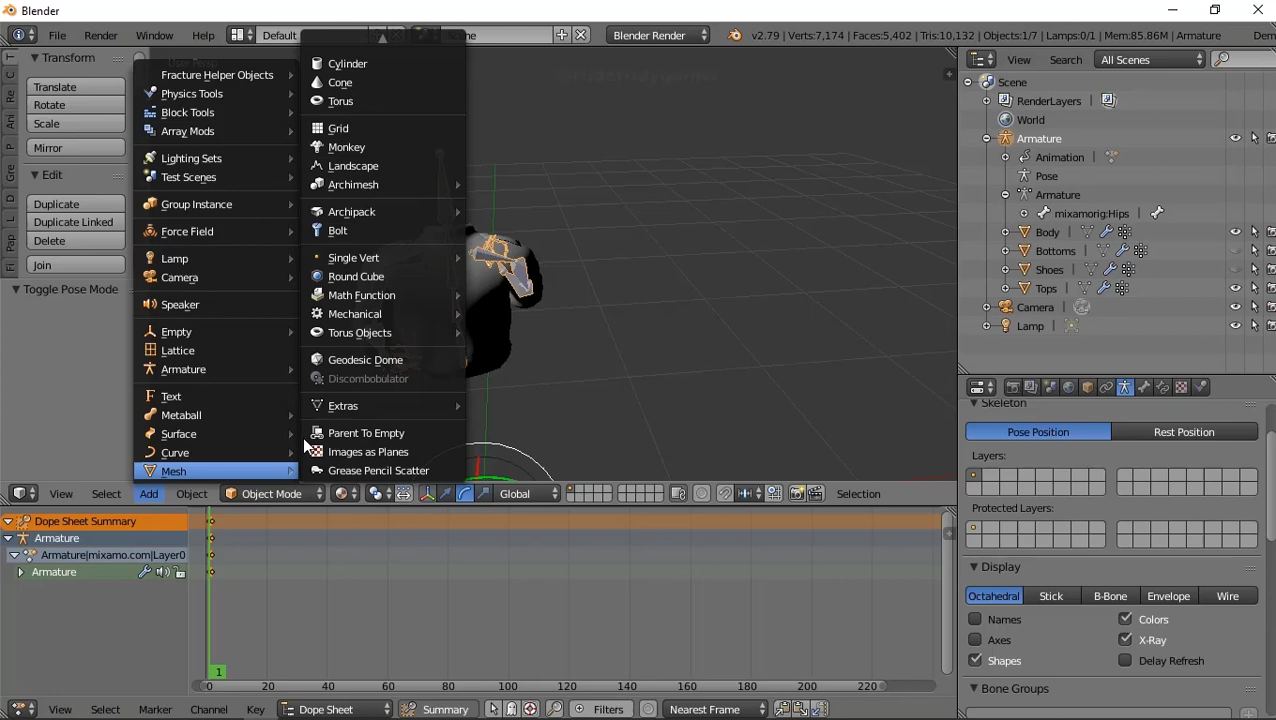 Blender
File Render Window Help Default Scene Blender Render v2.79 | Verts:7,174 | Faces:5,402 | Tris:10,132 | Objects:1/7 | Lamps:0/1 | Mem:85.86M | Armature
Transform
Translate
Rotate
Scale
Mirror
Edit
Duplicate
Duplicate Linked
Delete
Join
Toggle Pose Mode
Fracture Helper Objects
Physics Tools
Block Tools
Array Mods
Lighting Sets
Test Scenes
Group Instance
Force Field
Lamp
Camera
Speaker
Empty
Lattice
Armature
Text
Metaball
Surface
Curve
Mesh
Cylinder
Cone
Torus
Grid
Monkey
Landscape
Archimesh
Archipack
Bolt
Single Vert
Round Cube
Math Function
Mechanical
Torus Objects
Geodesic Dome
Discombobulator
Extras
Parent To Empty
Images as Planes
Grease Pencil Scatter
View Select Add Object Object Mode Global Selection
Dope Sheet Summary
Armature
Armature|mixamo.com|Layer0
Armature
1
0 20 40 60 80 100 120 140 160 180 200 220
View Select Marker Channel Key Dope Sheet Summary Filters Nearest Frame
View Search All Scenes
Scene
RenderLayers
World
Armature
Animation
Pose
Armature
mixamorig:Hips
Body
Bottoms
Shoes
Tops
Camera
Lamp
Skeleton
Pose Position Rest Position
Layers:
Protected Layers:
Display
Octahedral Stick B-Bone Envelope Wire
Names Colors
Axes X-Ray
Shapes Delay Refresh
Bone Groups